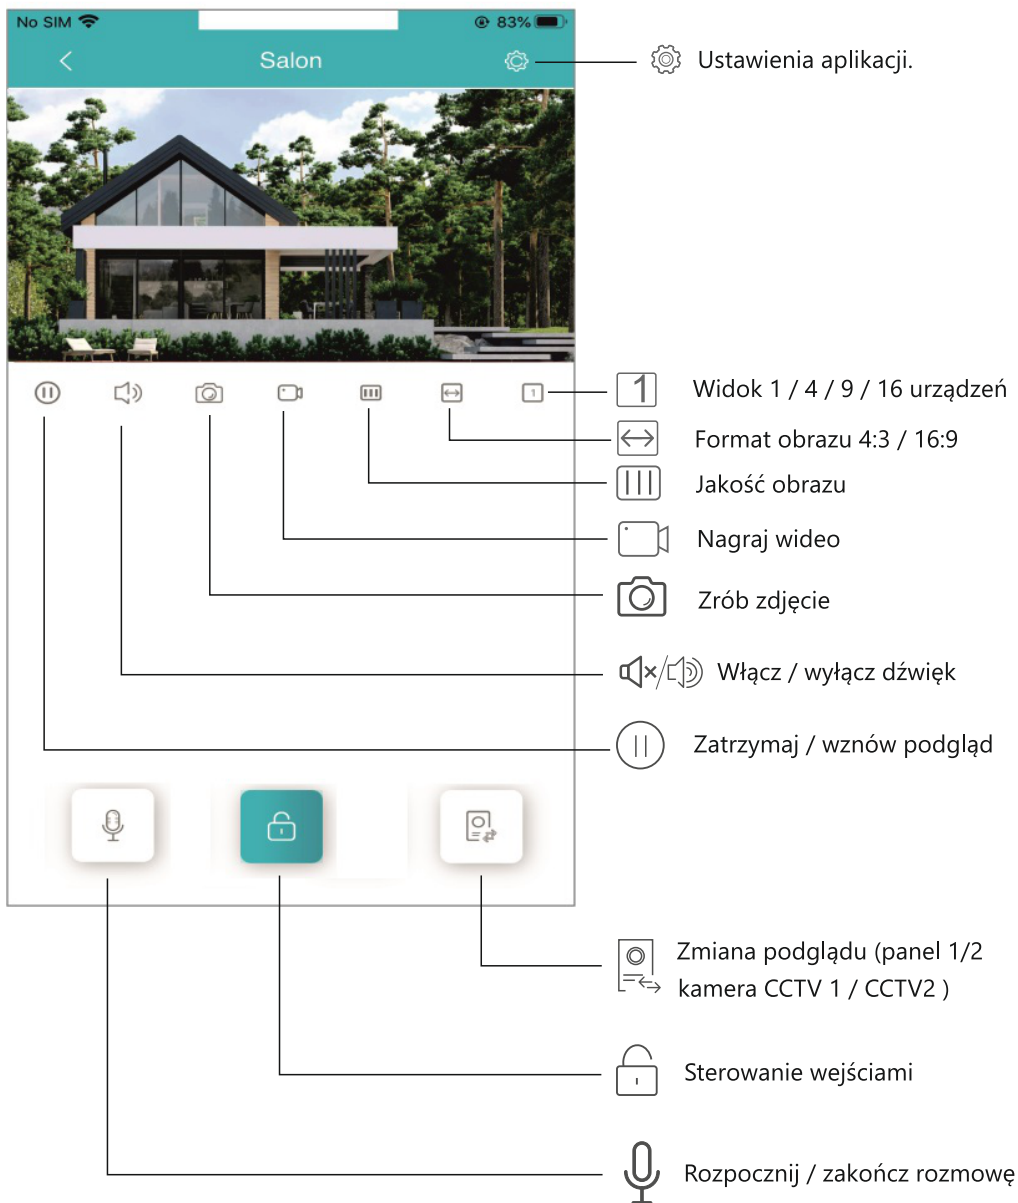 No SIM 83%
Salon
Ustawienia aplikacji.
1
1 Widok 1 / 4 / 9 / 16 urządzeń
Format obrazu 4:3 / 16:9
Jakość obrazu
Nagraj wideo
Zrób zdjęcie
Włącz / wyłącz dźwięk
Zatrzymaj / wznów podgląd
Zmiana podglądu (panel 1/2
kamera CCTV 1 / CCTV2 )
Sterowanie wejściami
Rozpocznij / zakończ rozmowę